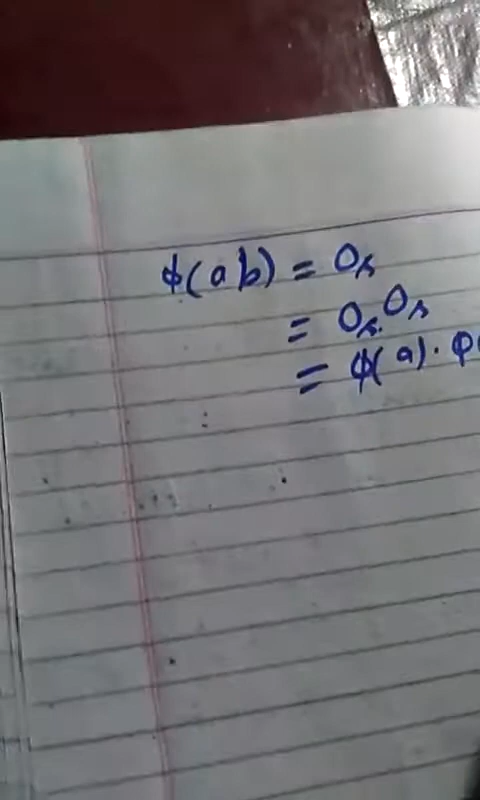 ϕ(ab) = 0ₛ
= 0ₛ.0ₛ
= ϕ(a).ϕ(